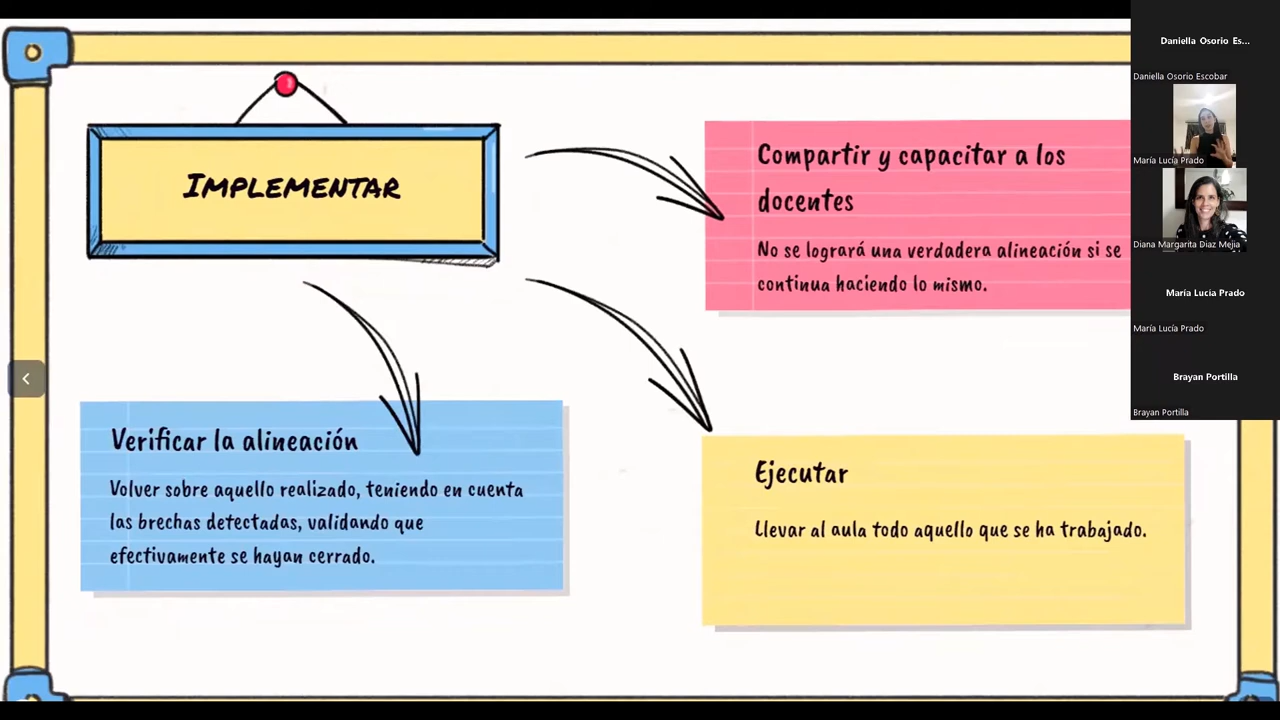 Implementar
Compartir y capacitar a los
docentes
No se logrará una verdadera alineación si se
continua haciendo lo mismo.
Verificar la alineación
Volver sobre aquello realizado, teniendo en cuenta
las brechas detectadas, validando que
efectivamente se hayan cerrado.
Ejecutar
Llevar al aula todo aquello que se ha trabajado.
Daniella Osorio Es...
Daniella Osorio Escobar
María Lucía Prado
Diana Margarita Diaz Mejia
María Lucía Prado
María Lucía Prado
Brayan Portilla
Brayan Portilla